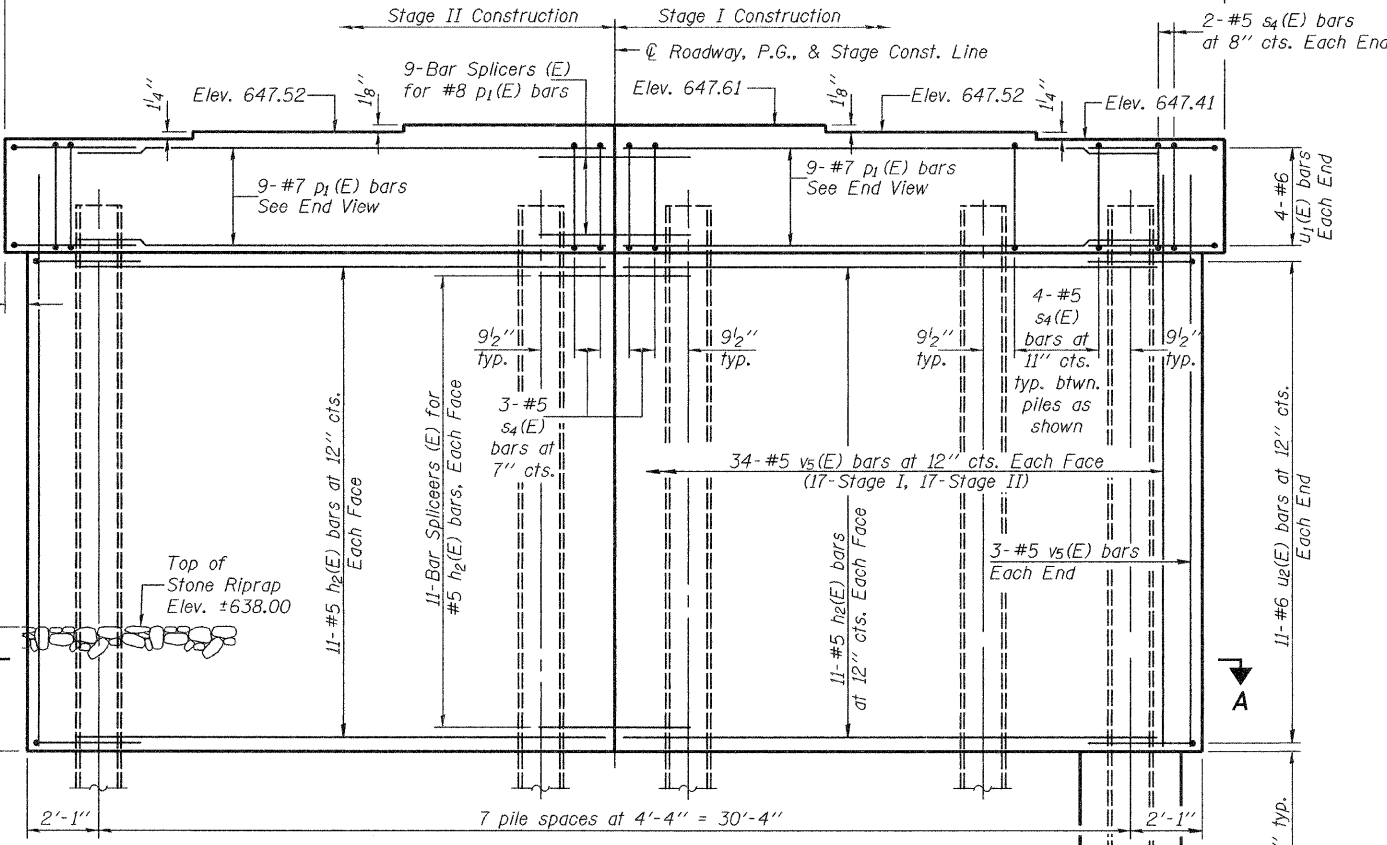 Stage II Construction
Stage I Construction
2-#5 s4(E) bars
at 8" cts. Each End
℄ Roadway, P.G., & Stage Const. Line
9-Bar Splicers (E)
for #8 p1(E) bars
1¼"
Elev. 647.52
1⅛"
Elev. 647.61
1⅛"
Elev. 647.52
1¼"
Elev. 647.41
9-#7 p1(E) bars
See End View
9-#7 p1(E) bars
See End View
4-#6
u1(E) bars
Each End
9½"
typ.
9½"
typ.
9½"
typ.
9½"
typ.
4-#5
s4(E)
bars at
11" cts.
typ. btwn.
piles as
shown
3-#5
s4(E)
bars at
7" cts.
11-#5 h2(E) bars at 12" cts.
Each Face
11-Bar Spliceers (E) for
#5 h2(E) bars, Each Face
34-#5 v5(E) bars at 12" cts. Each Face
(17-Stage I, 17-Stage II)
11-#5 h2(E) bars
at 12" cts. Each Face
3-#5 v5(E) bars
Each End
11-#6 u2(E) bars at 12" cts.
Each End
Top of
Stone Riprap
Elev. ±638.00
A
2'-1"
7 pile spaces at 4'-4" = 30'-4"
2'-1"
" typ.